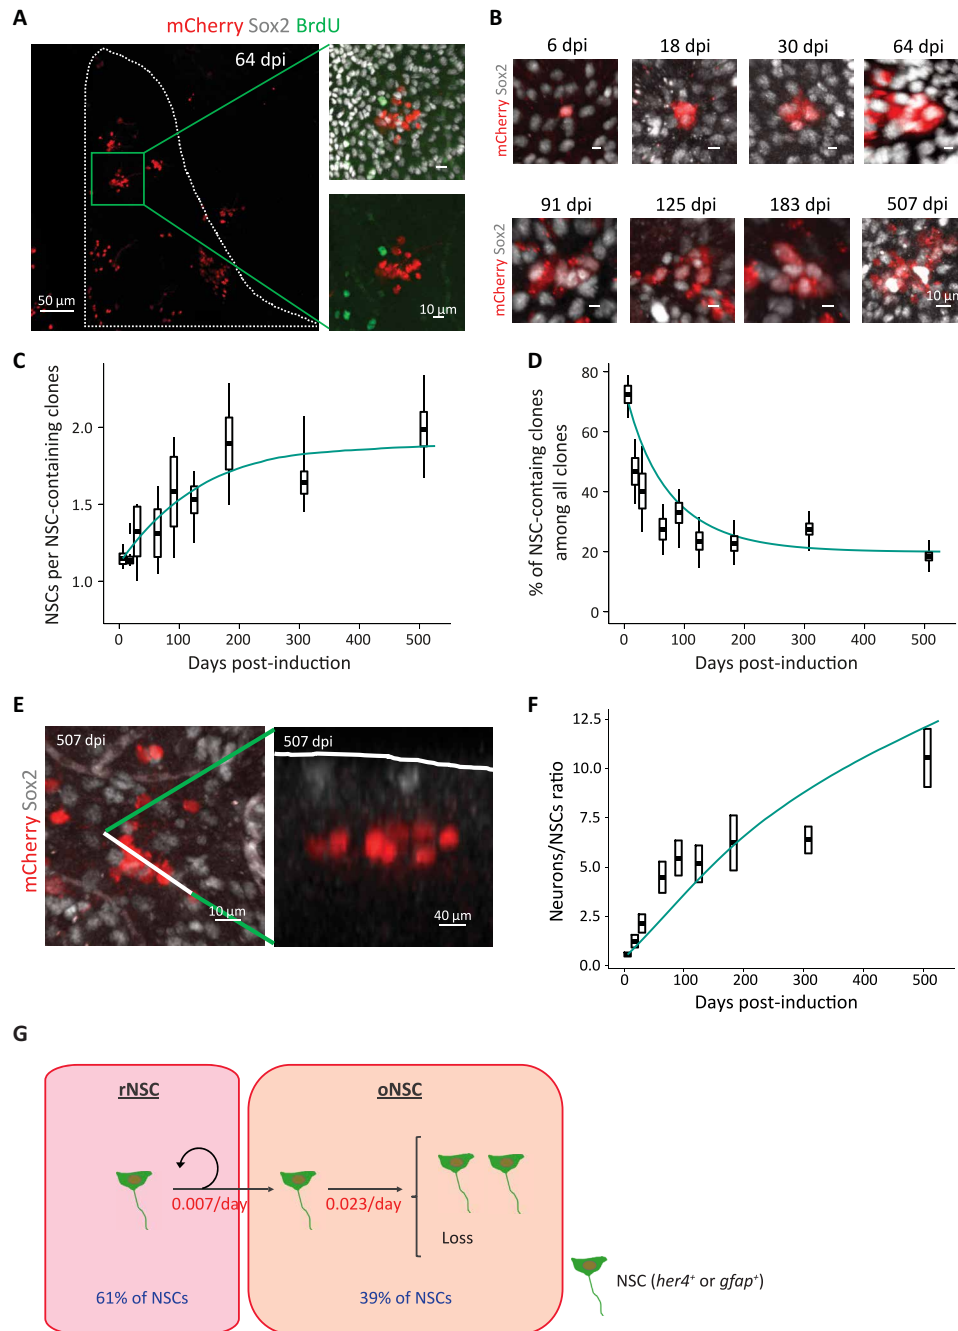 A
mCherry Sox2 BrdU
64 dpi
50 µm
10 µm
B
6 dpi
18 dpi
30 dpi
64 dpi
mCherry Sox2
91 dpi
125 dpi
183 dpi
507 dpi
mCherry Sox2
10 µm
C
NSCs per NSC-containing clones
2.0
1.5
1.0
0
100
200
300
400
500
Days post-induction
D
% of NSC-containg clones
among all clones
80
60
40
20
0
0
100
200
300
400
500
Days post-induction
E
mCherry Sox2
507 dpi
10 µm
507 dpi
40 µm
F
Neurons/NSCs ratio
12.5
10.0
7.5
5.0
2.5
0.0
0
100
200
300
400
500
Days post-induction
G
rNSC
oNSC
0.007/day
0.023/day
Loss
61% of NSCs
39% of NSCs
NSC (her4⁺ or gfap⁺)